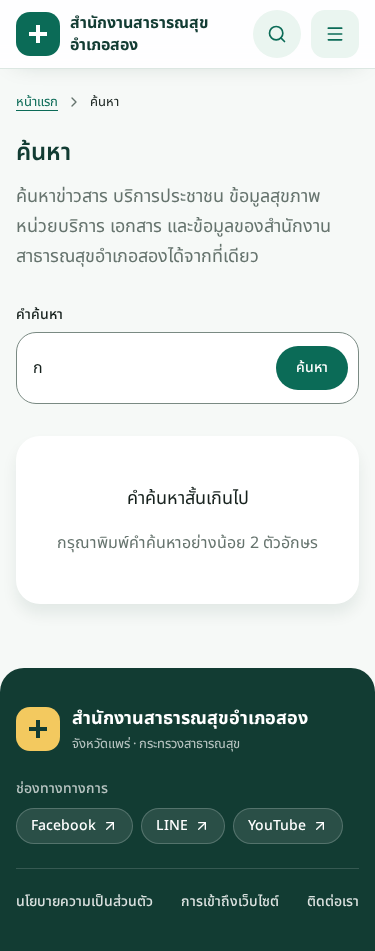 สำนักงานสาธารณสุข
อำเภอสอง
หน้าแรก
ค้นหา
ค้นหา
ค้นหาข่าวสาร บริการประชาชน ข้อมูลสุขภาพ
หน่วยบริการ เอกสาร และข้อมูลของสำนักงาน
สาธารณสุขอำเภอสองได้จากที่เดียว
คำค้นหา
ก
ค้นหา
คำค้นหาสั้นเกินไป
กรุณาพิมพ์คำค้นหาอย่างน้อย 2 ตัวอักษร
สำนักงานสาธารณสุขอำเภอสอง
จังหวัดแพร่ · กระทรวงสาธารณสุข
ช่องทางทางการ
Facebook
LINE
YouTube
นโยบายความเป็นส่วนตัว
การเข้าถึงเว็บไซต์
ติดต่อเรา